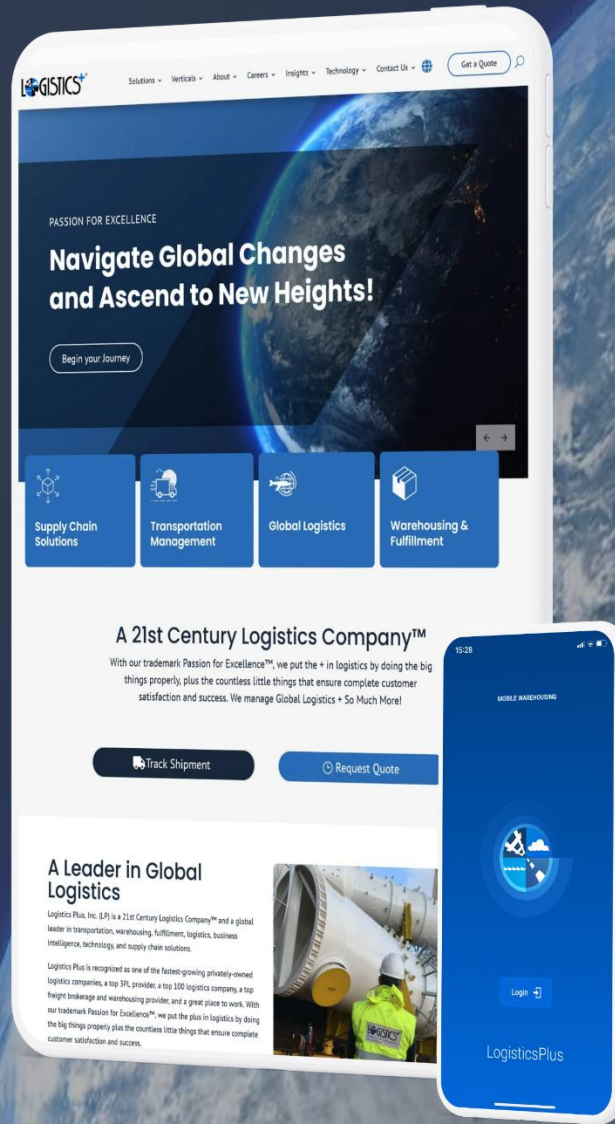 LOGISTICS+
Solutions
Verticals
About
Careers
Insights
Technology
Contact Us
Get a Quote
PASSION FOR EXCELLENCE
Navigate Global Changes
and Ascend to New Heights!
Begin your Journey
Supply Chain
Solutions
Transportation
Management
Global Logistics
Warehousing &
Fulfillment
A 21st Century Logistics Company™
With our trademark Passion for Excellence™, we put the + in logistics by doing the big
things properly, plus the countless little things that ensure complete customer
satisfaction and success. We manage Global Logistics + So Much More!
Track Shipment
Request Quote
A Leader in Global
Logistics
Logistics Plus, Inc. (LP) is a 21st Century Logistics Company™ and a global
leader in transportation, warehousing, fulfillment, logistics, business
intelligence, technology, and supply chain solutions.
Logistics Plus is recognized as one of the fastest-growing privately-owned
logistics companies, a top 3PL provider, a top 100 logistics company, a top
freight brokerage and warehousing provider, and a great place to work. With
our trademark Passion for Excellence™, we put the plus in logistics by doing
the big things properly plus the countless little things that ensure complete
customer satisfaction and success.
LOGISTICS+
15:28
MOBILE WAREHOUSING
Login
LogisticsPlus